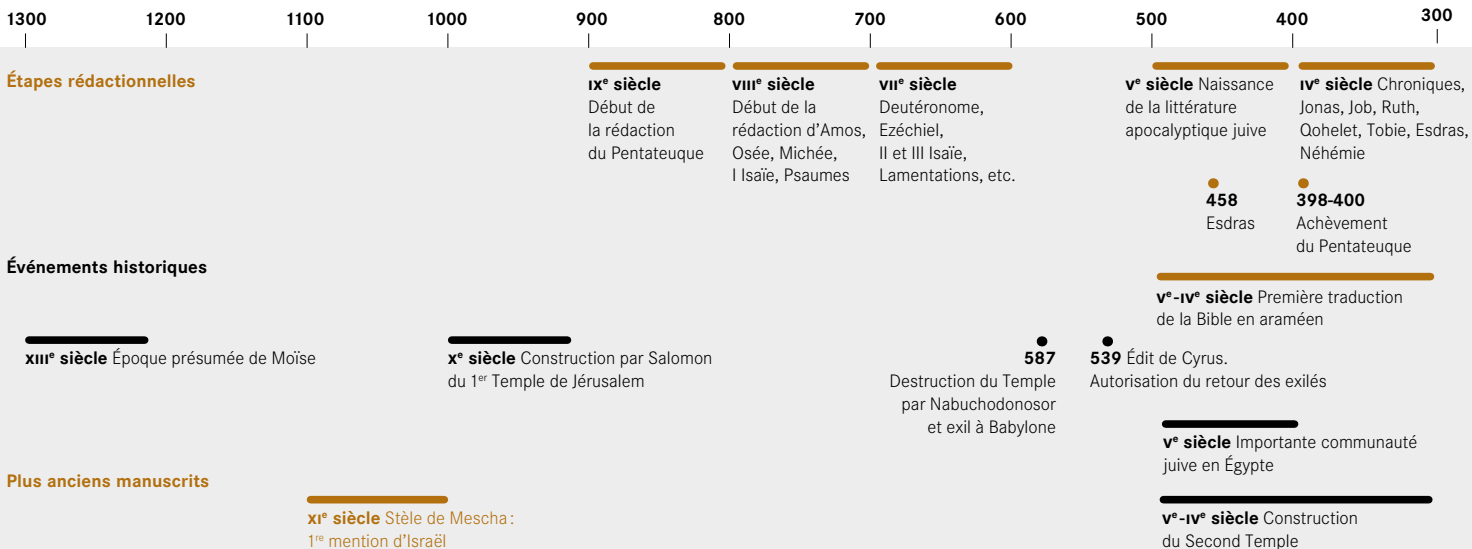 1300 1200 1100 1000 900 800 700 600 500 400 300
Étapes rédactionnelles
IXe siècle
Début de
la rédaction
du Pentateuque
VIIIe siècle
Début de la
rédaction d'Amos,
Osée, Michée,
I Isaïe, Psaumes
VIIe siècle
Deutéronome,
Ezéchiel,
II et III Isaïe,
Lamentations, etc.
Ve siècle Naissance
de la littérature
apocalyptique juive
IVe siècle Chroniques,
Jonas, Job, Ruth,
Qohelet, Tobie, Esdras,
Néhémie
458
Esdras
398-400
Achèvement
du Pentateuque
Ve-IVe siècle Première traduction
de la Bible en araméen
Événements historiques
XIIIe siècle Époque présumée de Moïse
Xe siècle Construction par Salomon
du 1er Temple de Jérusalem
587
Destruction du Temple
par Nabuchodonosor
et exil à Babylone
539 Édit de Cyrus.
Autorisation du retour des exilés
Ve siècle Importante communauté
juive en Égypte
Ve-IVe siècle Construction
du Second Temple
Plus anciens manuscrits
XIe siècle Stèle de Mescha :
1re mention d'Israël